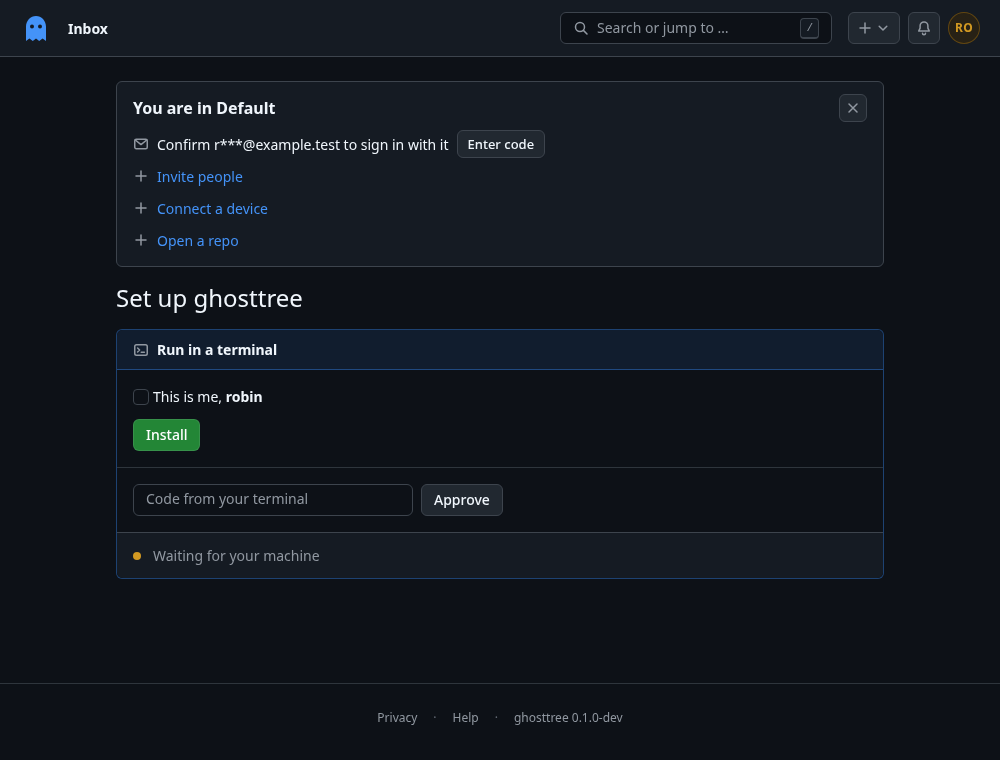 Inbox
Search or jump to ...
/
RO
You are in Default
Confirm r***@example.test to sign in with it
Enter code
Invite people
Connect a device
Open a repo
Set up ghosttree
Run in a terminal
This is me, robin
Install
Code from your terminal
Approve
Waiting for your machine
Privacy · Help · ghosttree 0.1.0-dev